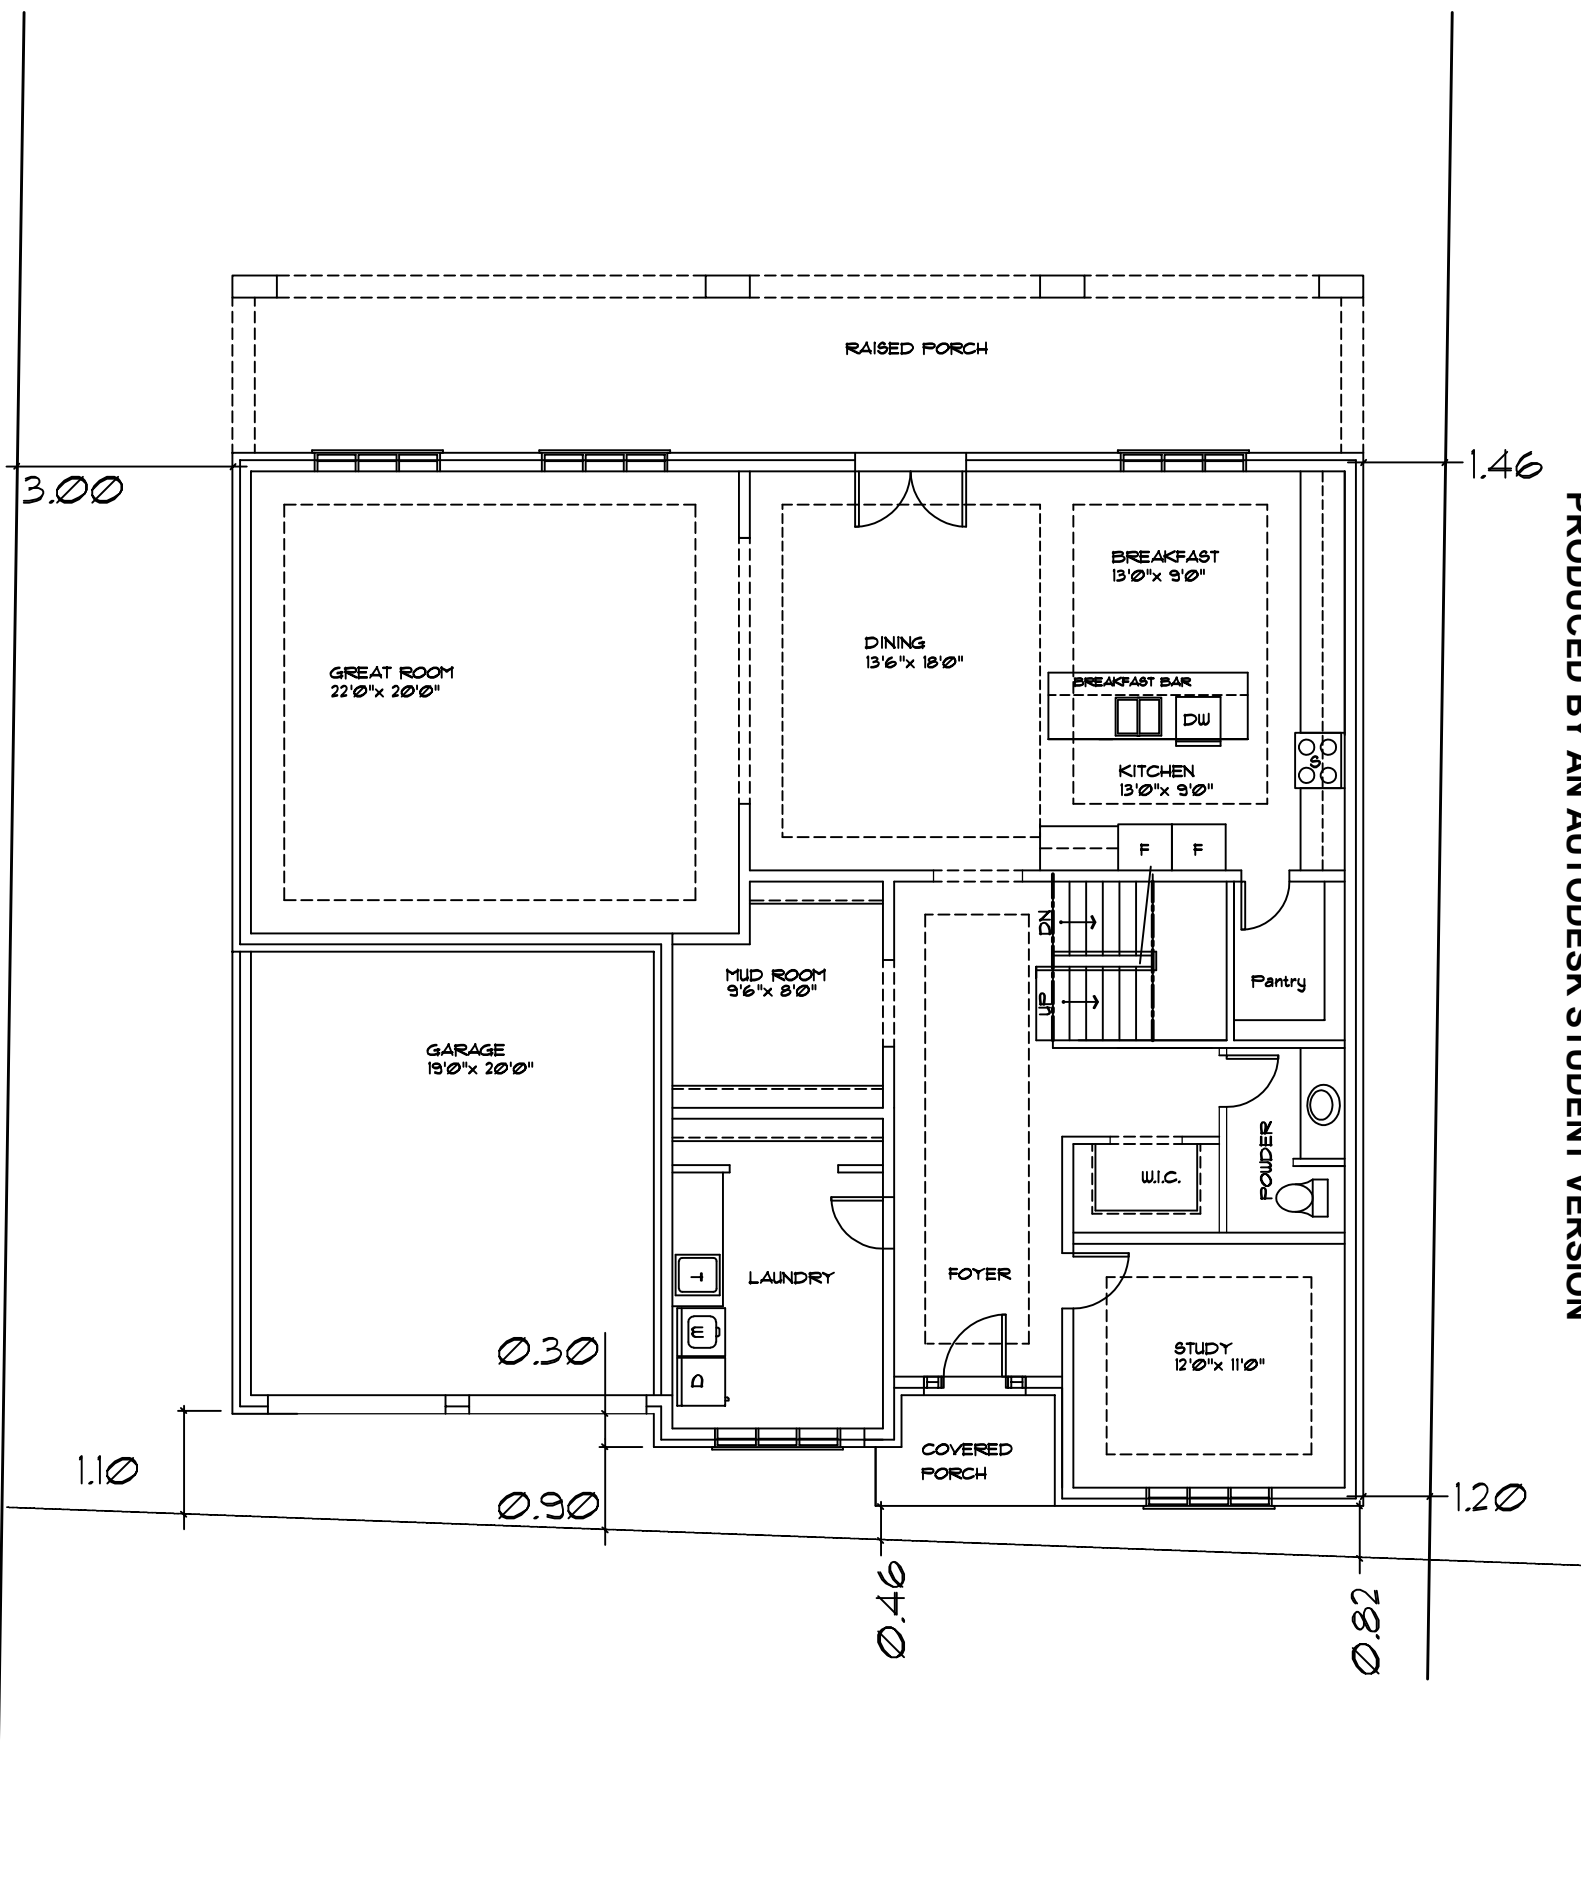 RAISED PORCH
3.00
1.46
BREAKFAST
13'0"x 9'0"
DINING
13'6"x 18'0"
GREAT ROOM
22'0"x 20'0"
BREAKFAST BAR
DW
S
KITCHEN
13'0"x 9'0"
F
F
DN
MUD ROOM
9'6"x 8'0"
Pantry
UP
GARAGE
19'0"x 20'0"
POWDER
W.I.C.
LAUNDRY
FOYER
T
W
D
0.30
STUDY
12'0"x 11'0"
COVERED
PORCH
1.10
0.90
1.20
0.46
0.82
PRODUCED BY AN AUTODESK STUDENT VERSION